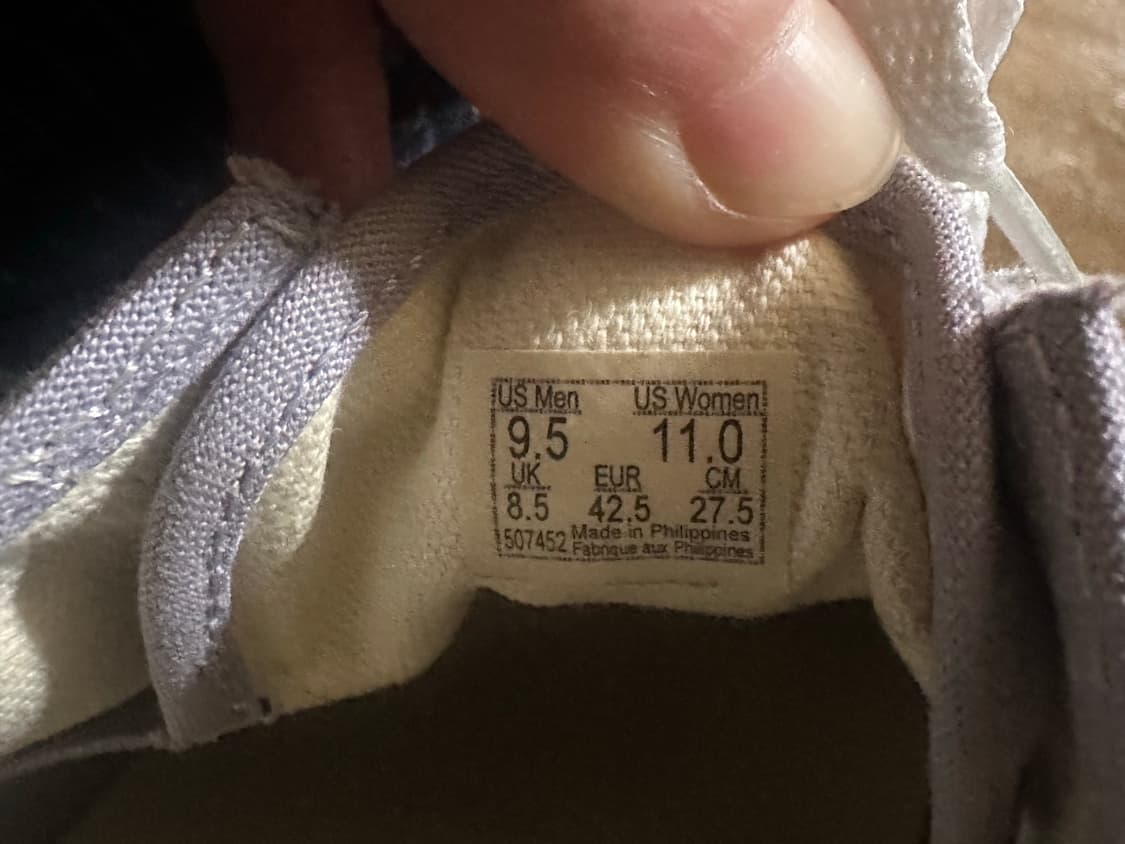 US Men US Women
9.5 11.0
UK EUR CM
8.5 42.5 27.5
507452 Made in Philippines
Fabrique aux Philippines